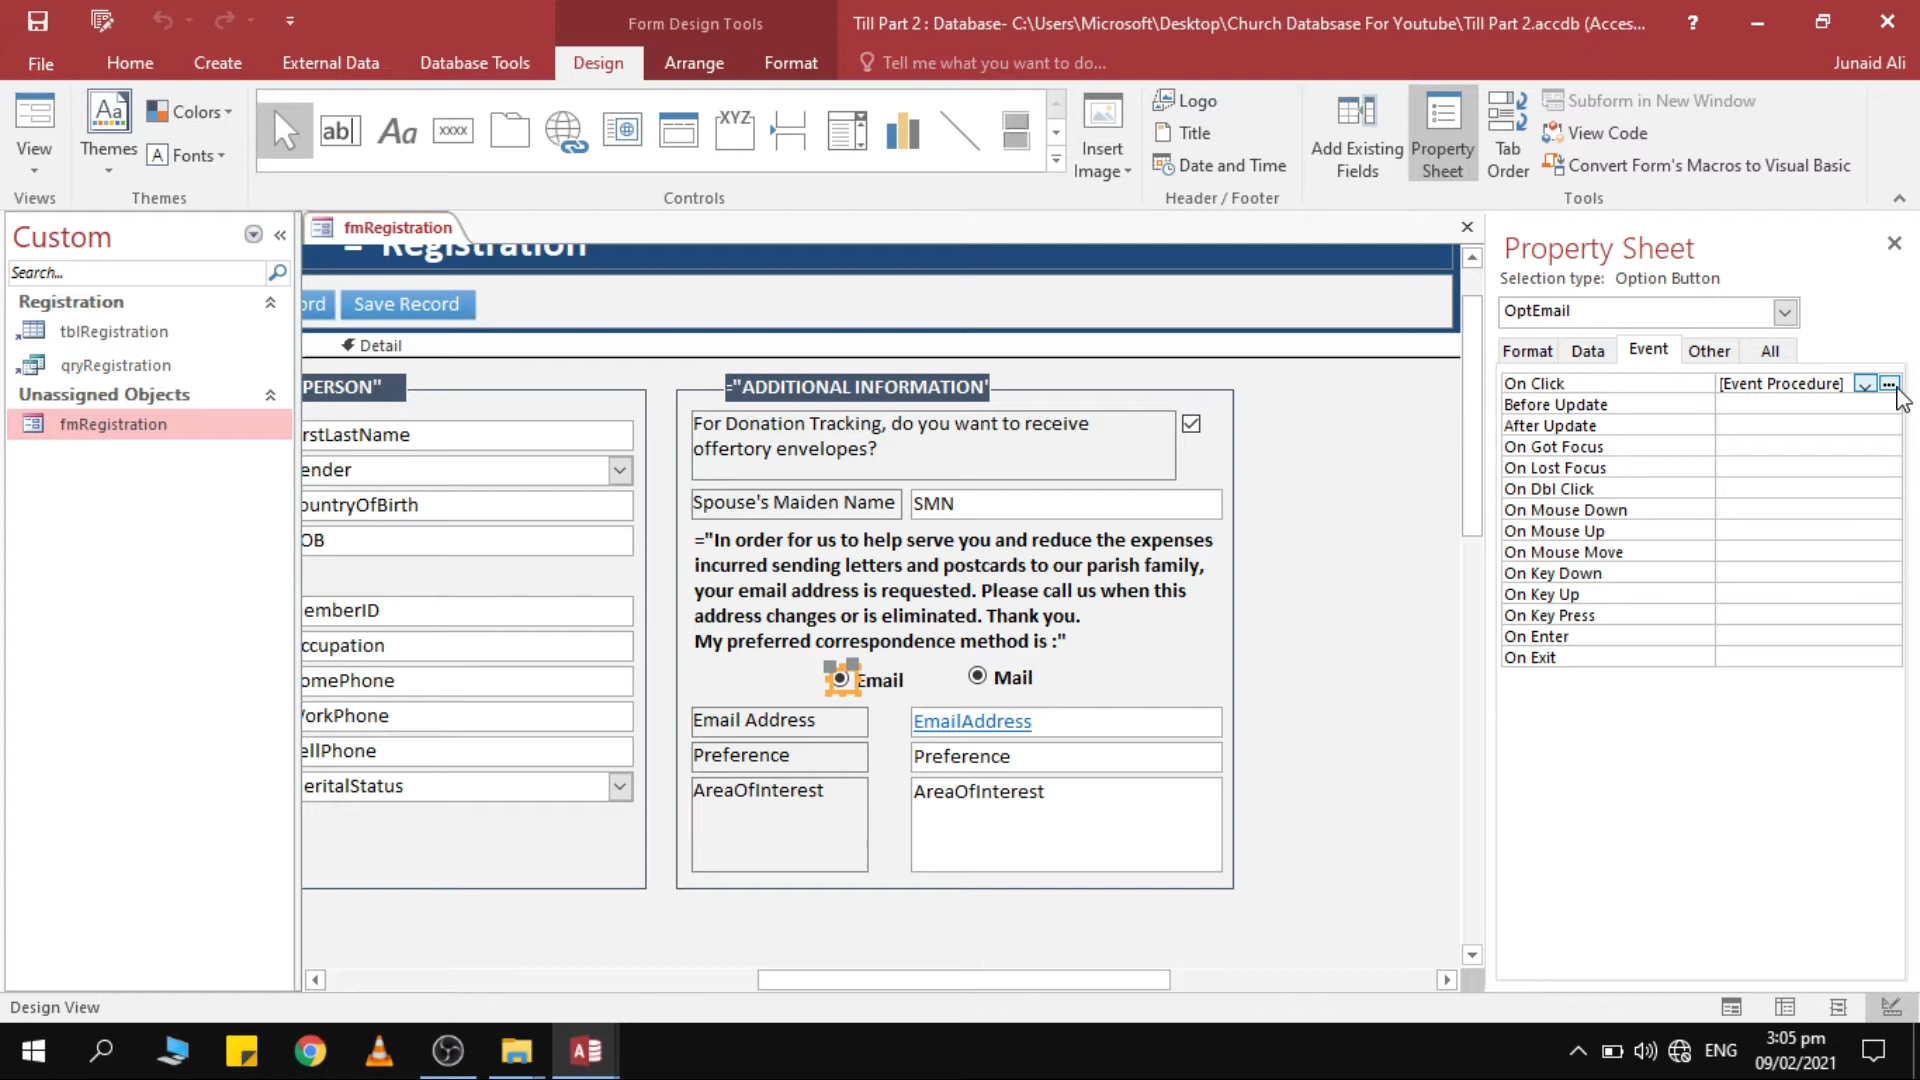 Form Design Tools
Till Part 2 : Database- C:\Users\Microsoft\Desktop\Church Databsase For Youtube\Till Part 2.accdb (Acces...
?
File
Home
Create
External Data
Database Tools
Design
Arrange
Format
Tell me what you want to do...
Junaid Ali
View
Views
Aa
Themes
Colors
A Fonts
Themes
ab|
Aa
xxxx
XYZ
Controls
Insert
Image
Logo
Title
Date and Time
Header / Footer
Add Existing
Fields
Property
Sheet
Tab
Order
Subform in New Window
View Code
Convert Form's Macros to Visual Basic
Tools
Custom
Search...
Registration
tblRegistration
qryRegistration
Unassigned Objects
fmRegistration
fmRegistration
= Registration
ord
Save Record
Detail
PERSON"
rstLastName
ender
ountryOfBirth
OB
emberID
ccupation
omePhone
orkPhone
ellPhone
eritalStatus
="ADDITIONAL INFORMATION'
For Donation Tracking, do you want to receive
offertory envelopes?
Spouse's Maiden Name
SMN
="In order for us to help serve you and reduce the expenses
incurred sending letters and postcards to our parish family,
your email address is requested. Please call us when this
address changes or is eliminated. Thank you.
My preferred correspondence method is :"
Email
Mail
Email Address
EmailAddress
Preference
Preference
AreaOfInterest
AreaOfInterest
Property Sheet
Selection type: Option Button
OptEmail
Format
Data
Event
Other
All
On Click
[Event Procedure]
Before Update
After Update
On Got Focus
On Lost Focus
On Dbl Click
On Mouse Down
On Mouse Up
On Mouse Move
On Key Down
On Key Up
On Key Press
On Enter
On Exit
Design View
ENG
3:05 pm
09/02/2021